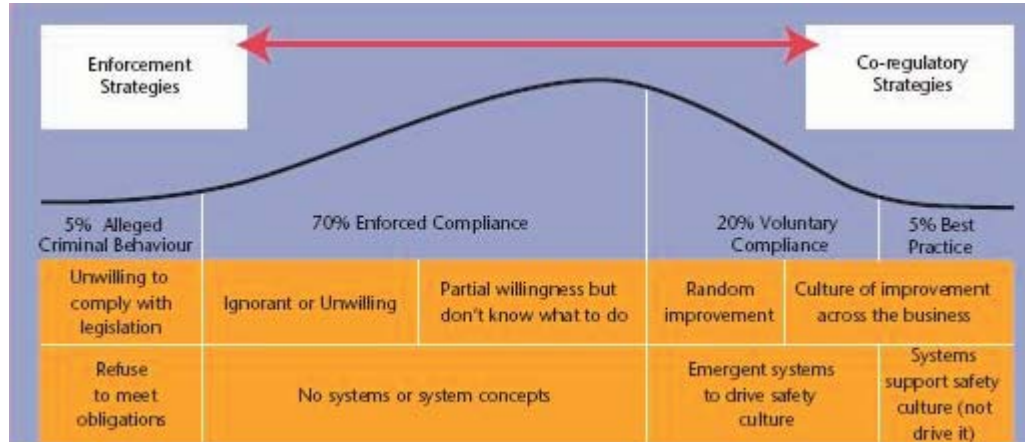 Enforcement
Strategies
Co-regulatory
Strategies
5% Alleged
Criminal Behaviour
70% Enforced Compliance
20% Voluntary
Compliance
5% Best
Practice
Unwilling to
comply with
legislation
Ignorant or Unwilling
Partial willingness but
don't know what to do
Random
improvement
Culture of improvement
across the business
Refuse
to meet
obligations
No systems or system concepts
Emergent systems
to drive safety
culture
Systems
support safety
culture (not
drive it)